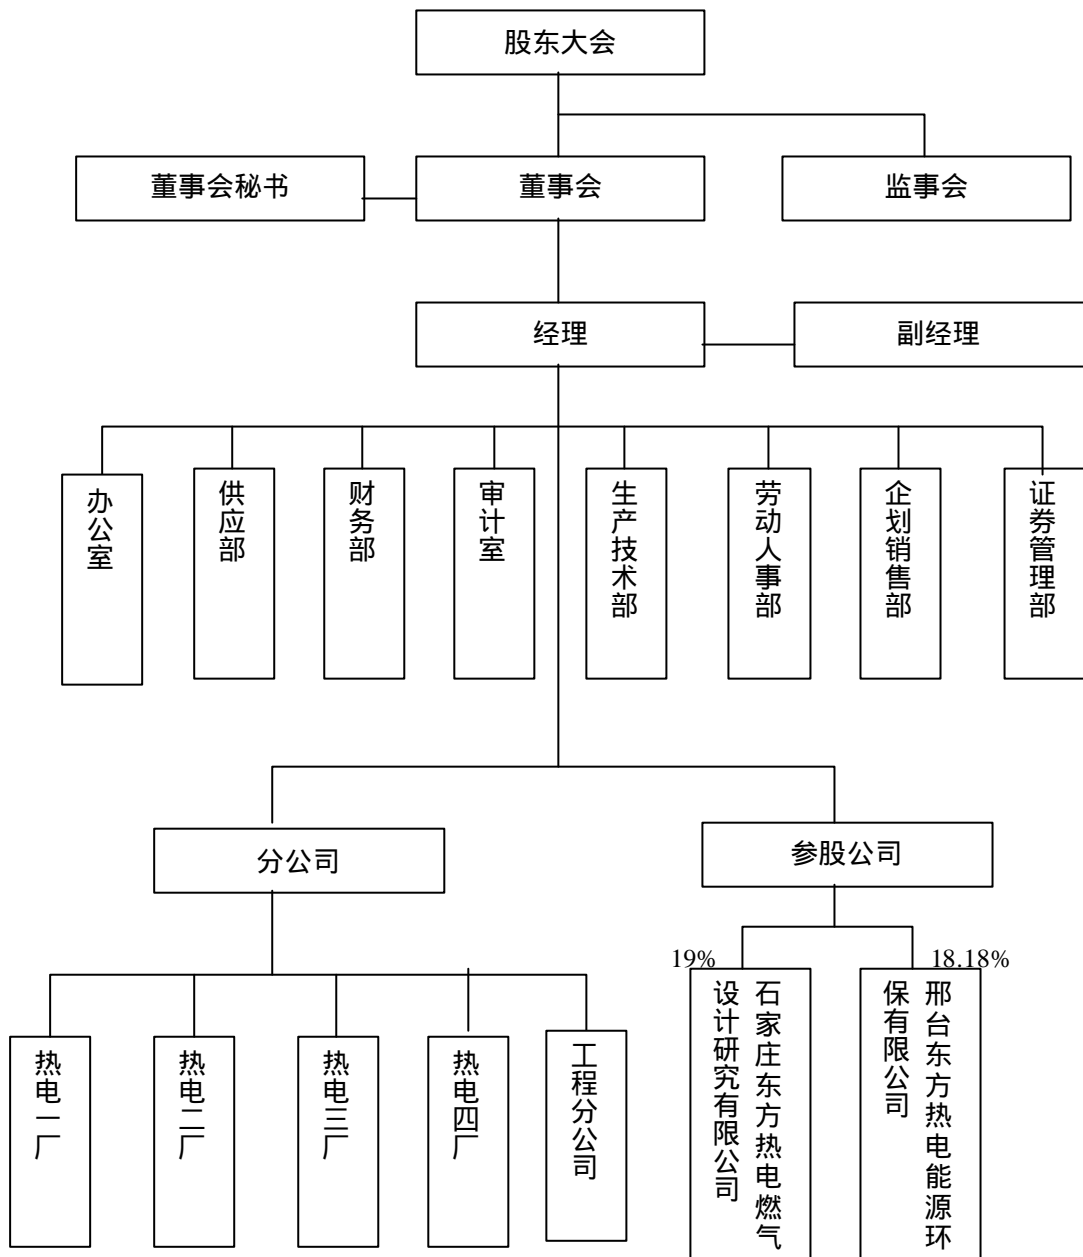 股东大会
董事会秘书
董事会
监事会
经理
副经理
办公室
供应部
财务部
审计室
生产技术部
劳动人事部
企划销售部
证券管理部
分公司
参股公司
19%
18.18%
热电一厂
热电二厂
热电三厂
热电四厂
工程分公司
石家庄东方热电燃气
设计研究有限公司
邢台东方热电能源环
保有限公司